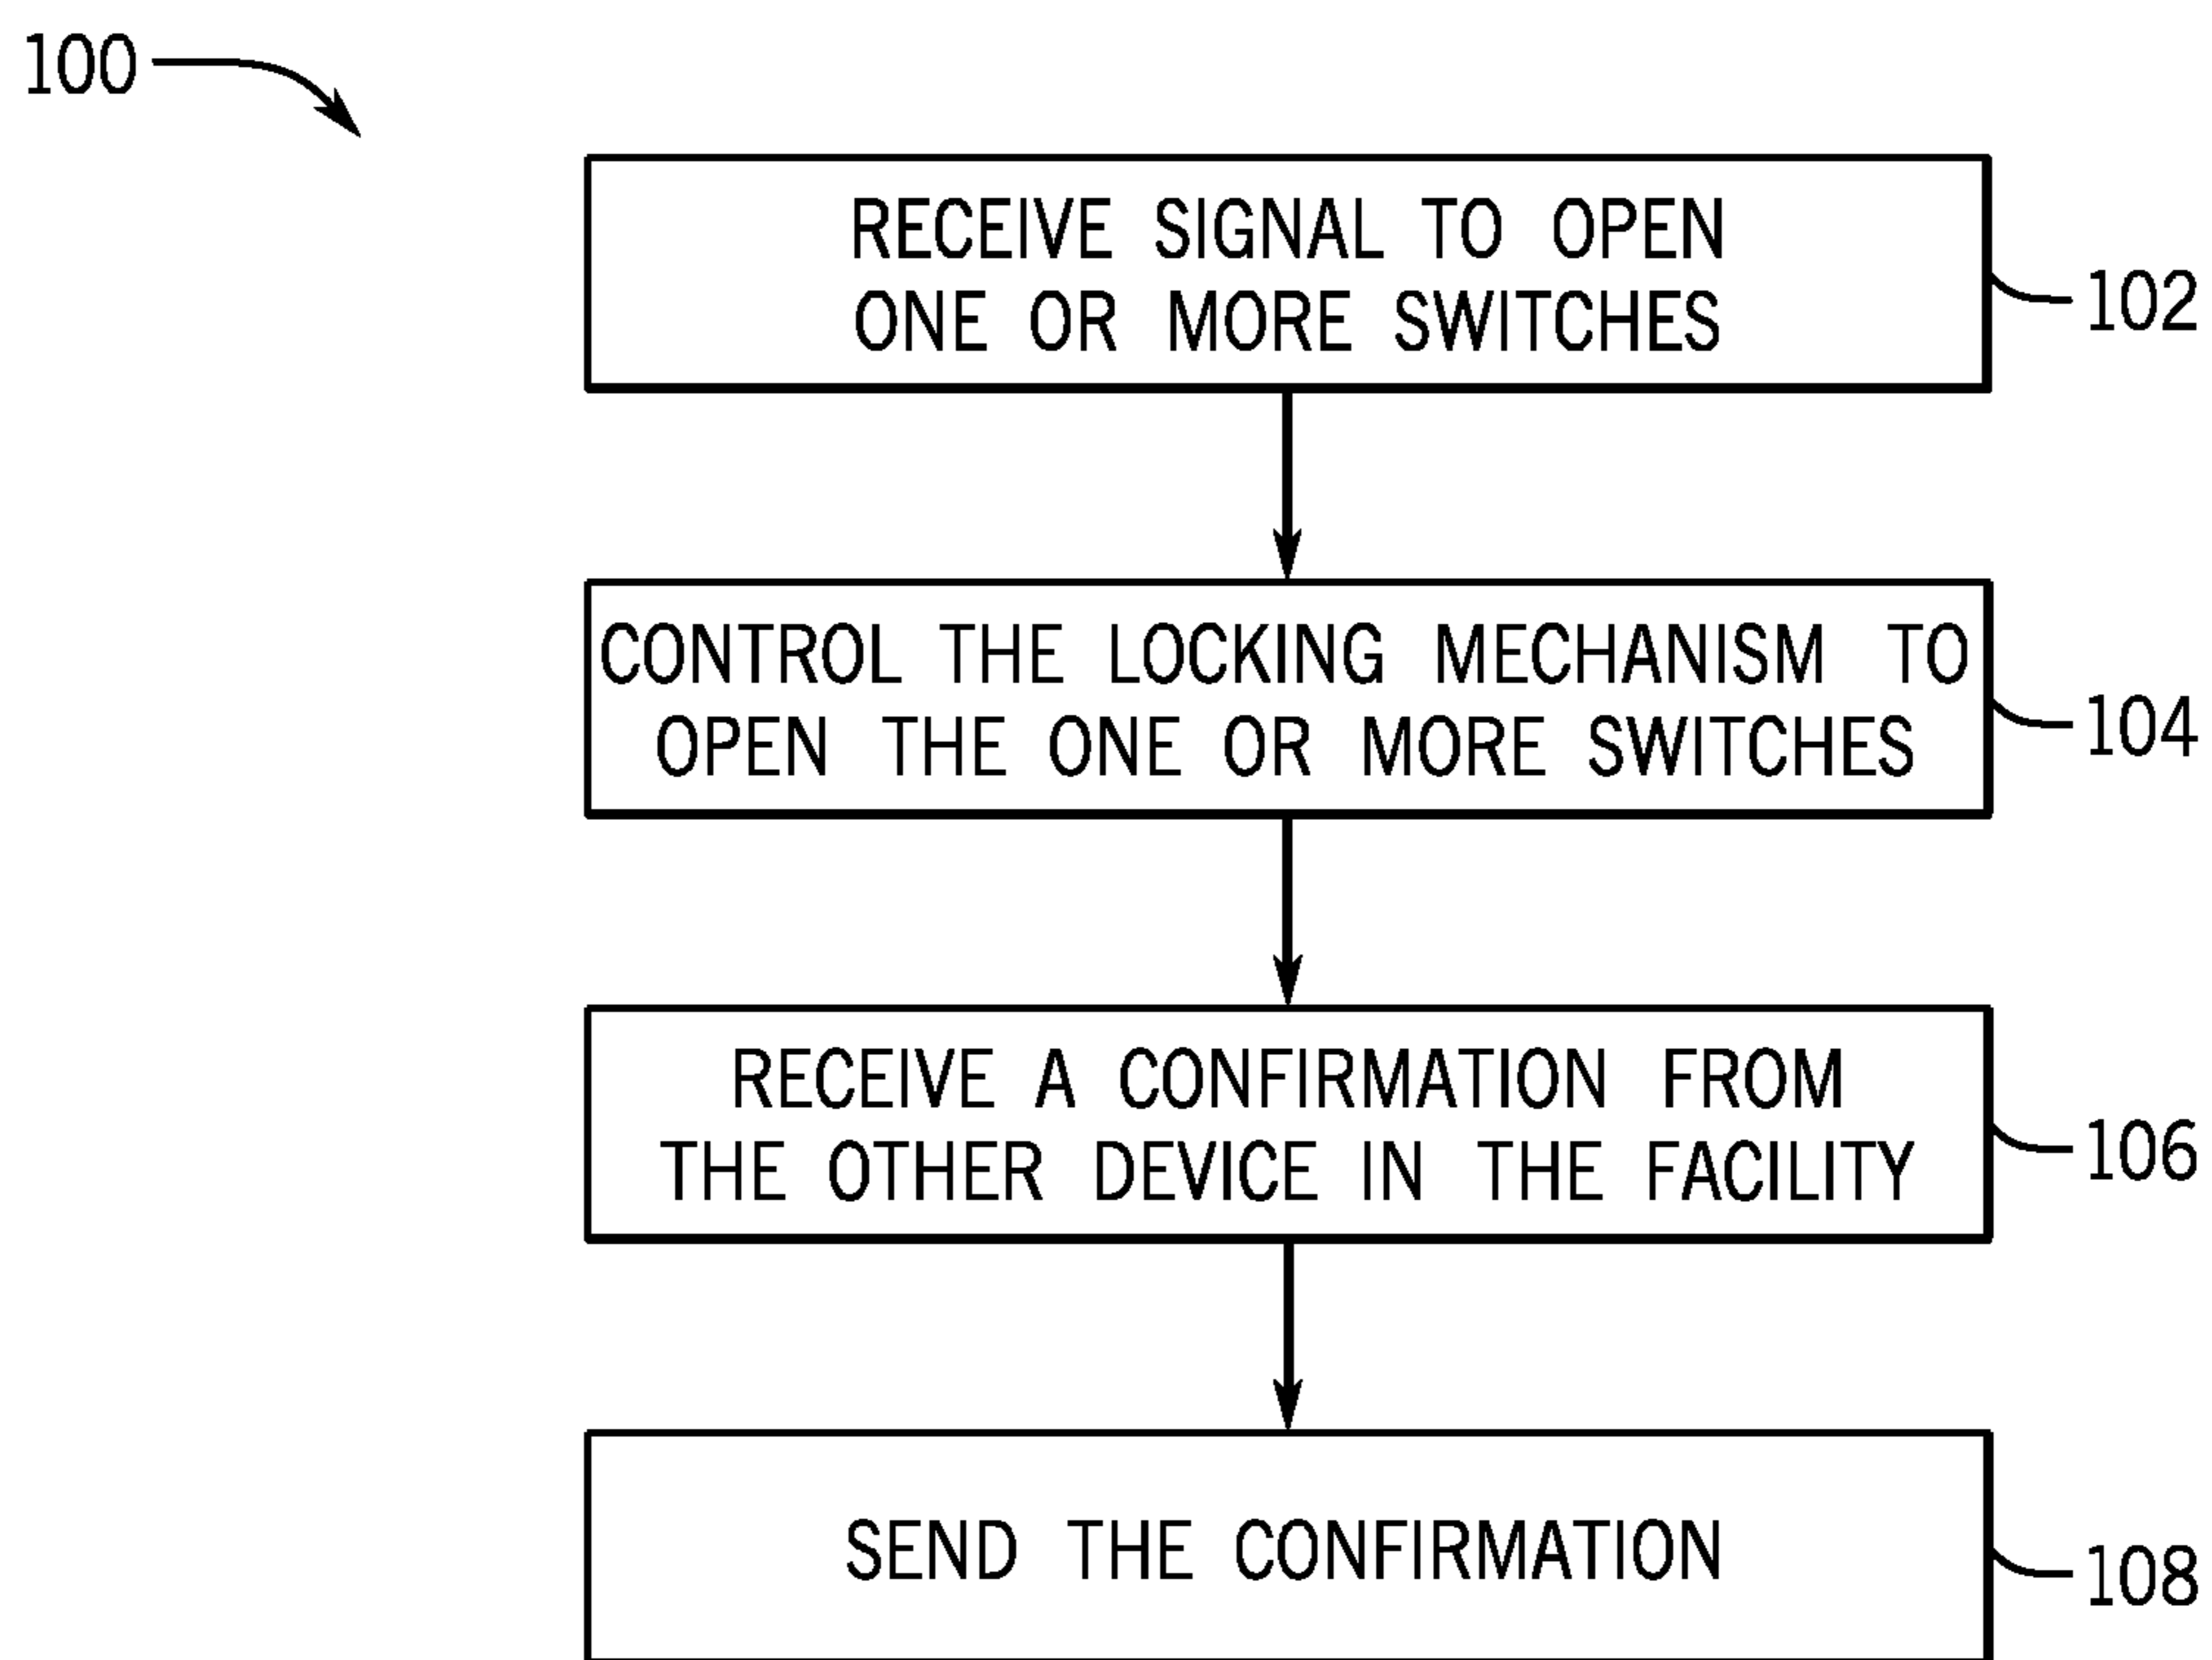 100
RECEIVE SIGNAL TO OPEN
ONE OR MORE SWITCHES
102
CONTROL THE LOCKING MECHANISM TO
OPEN THE ONE OR MORE SWITCHES
104
RECEIVE A CONFIRMATION FROM
THE OTHER DEVICE IN THE FACILITY
106
SEND THE CONFIRMATION
108